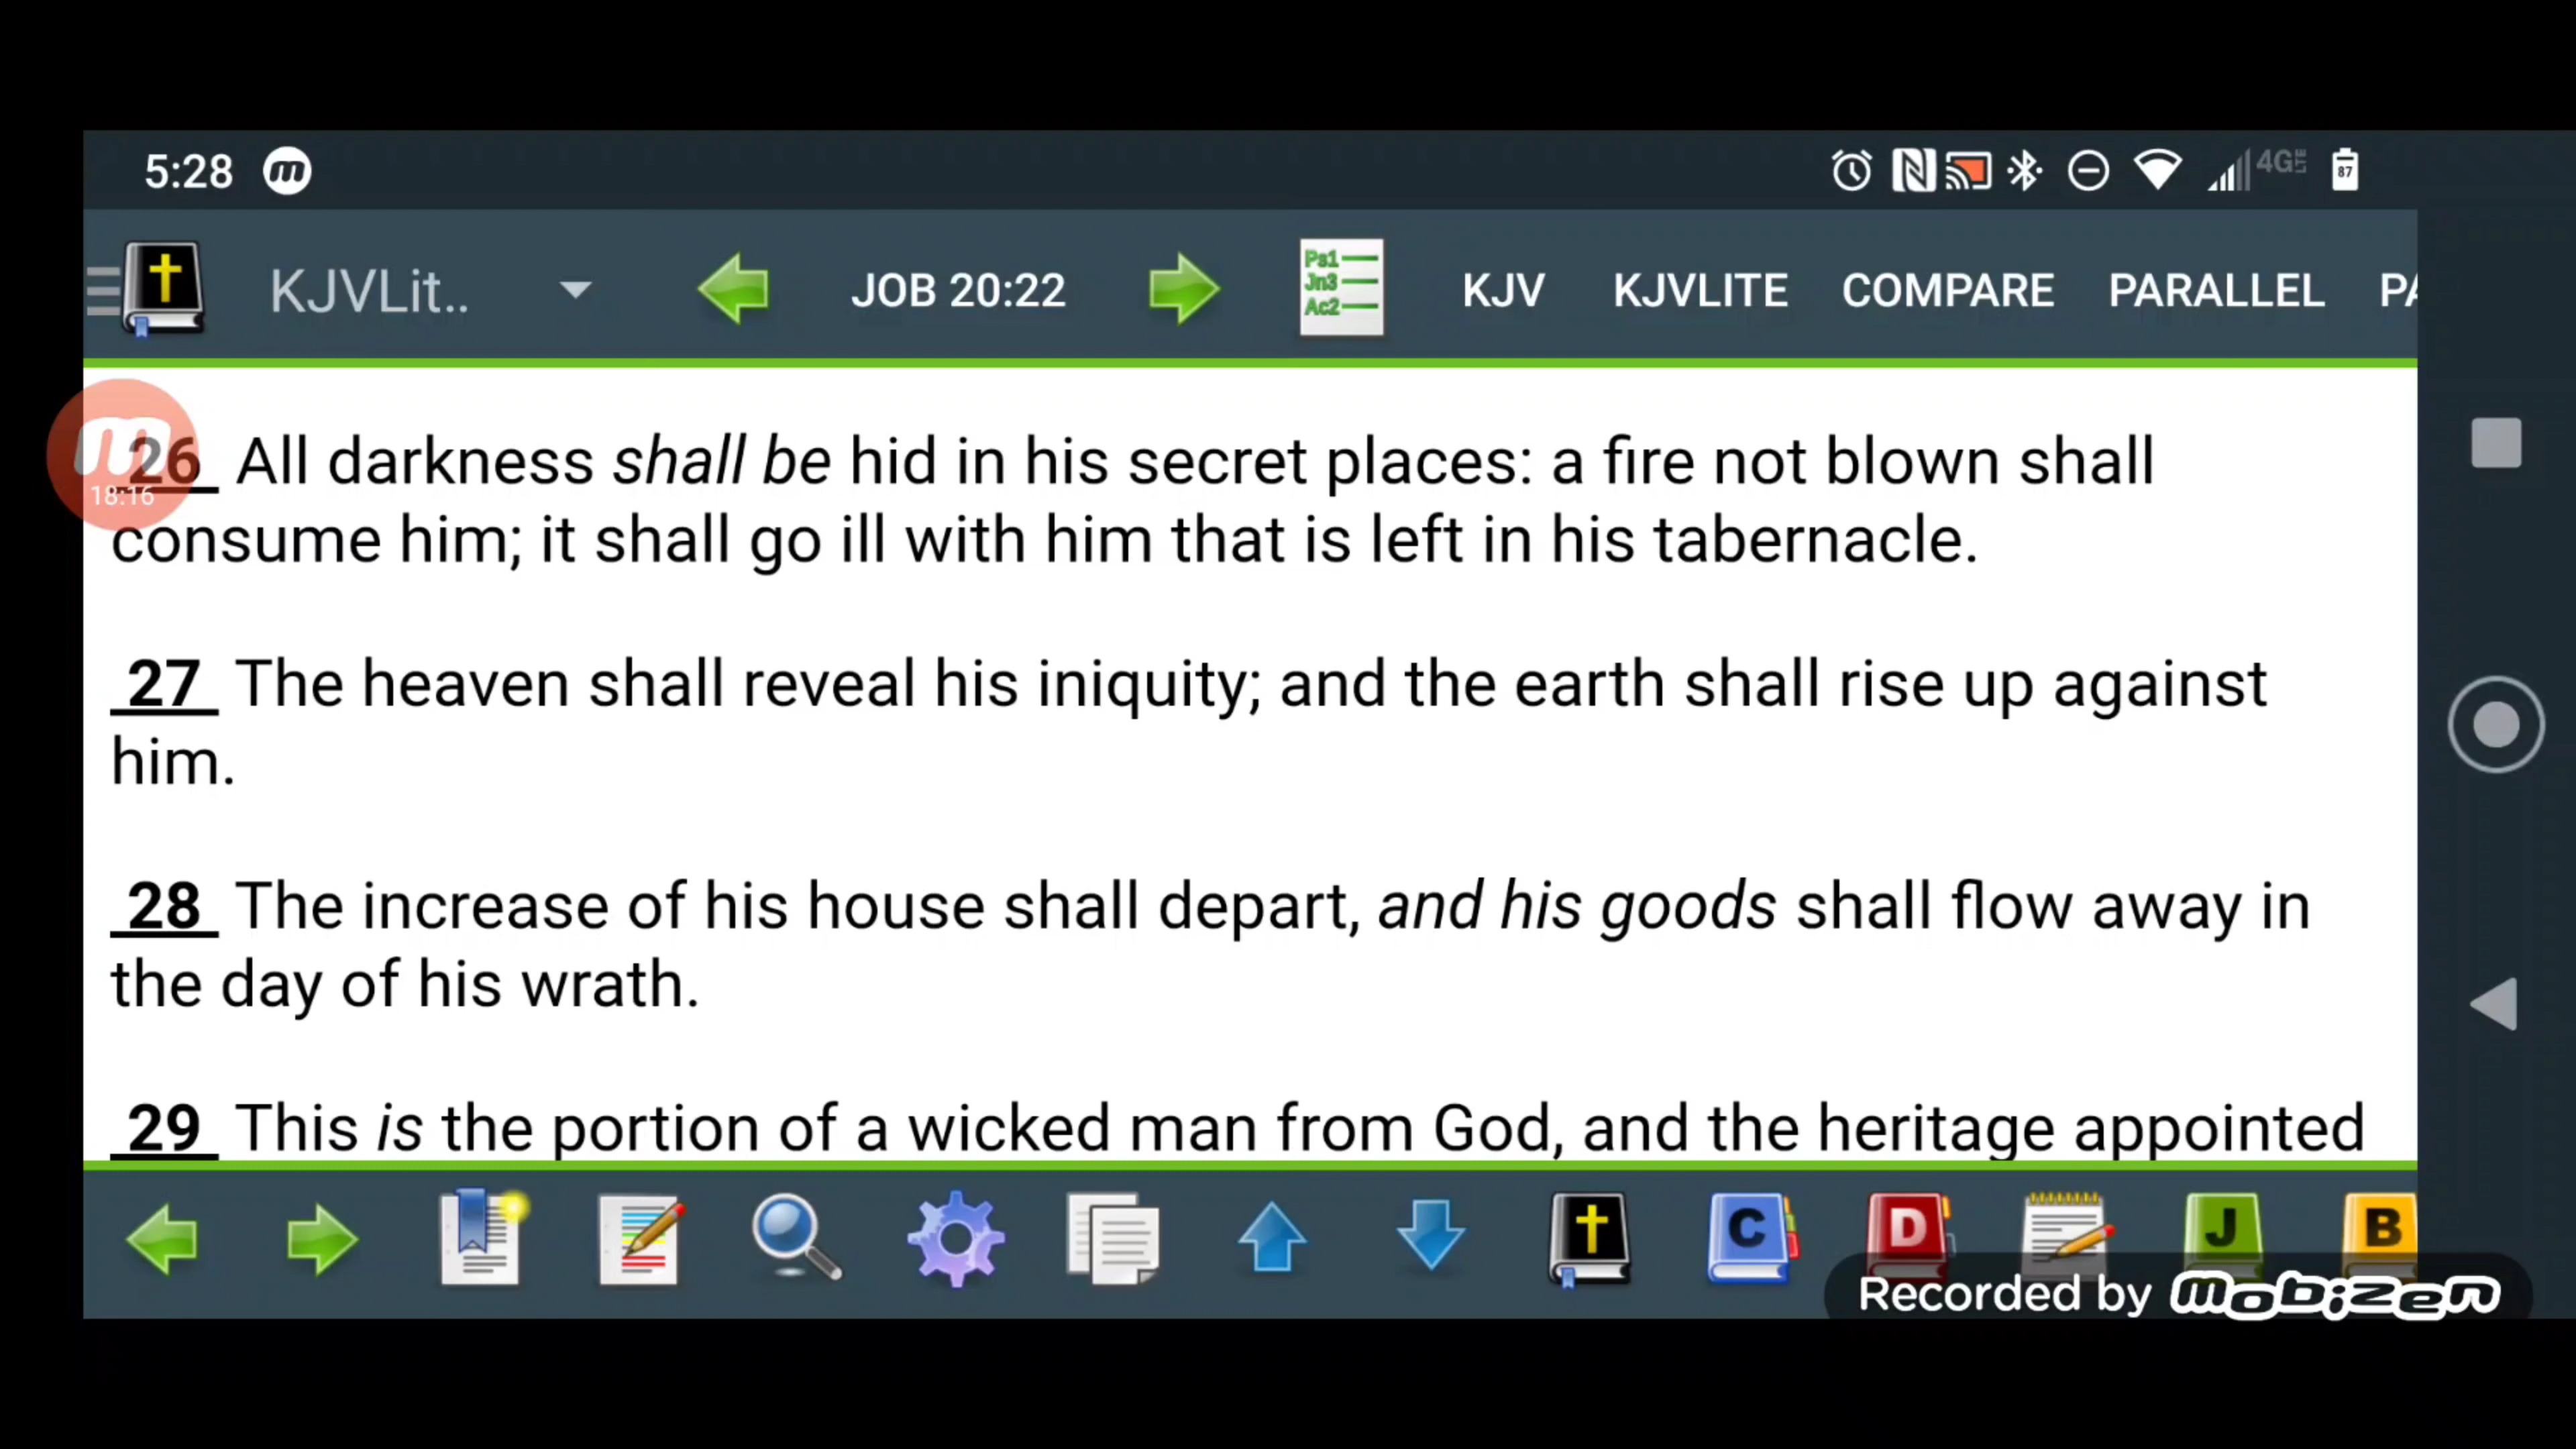 5:28 m 4G LTE 87
KJVLit.. JOB 20:22 Ps1 Jn3 Ac2 KJV KJVLITE COMPARE PARALLEL PA
26 All darkness shall be hid in his secret places: a fire not blown shall
18:16
consume him; it shall go ill with him that is left in his tabernacle.
27 The heaven shall reveal his iniquity; and the earth shall rise up against
him.
28 The increase of his house shall depart, and his goods shall flow away in
the day of his wrath.
29 This is the portion of a wicked man from God, and the heritage appointed
C D J B
Recorded by mobizen